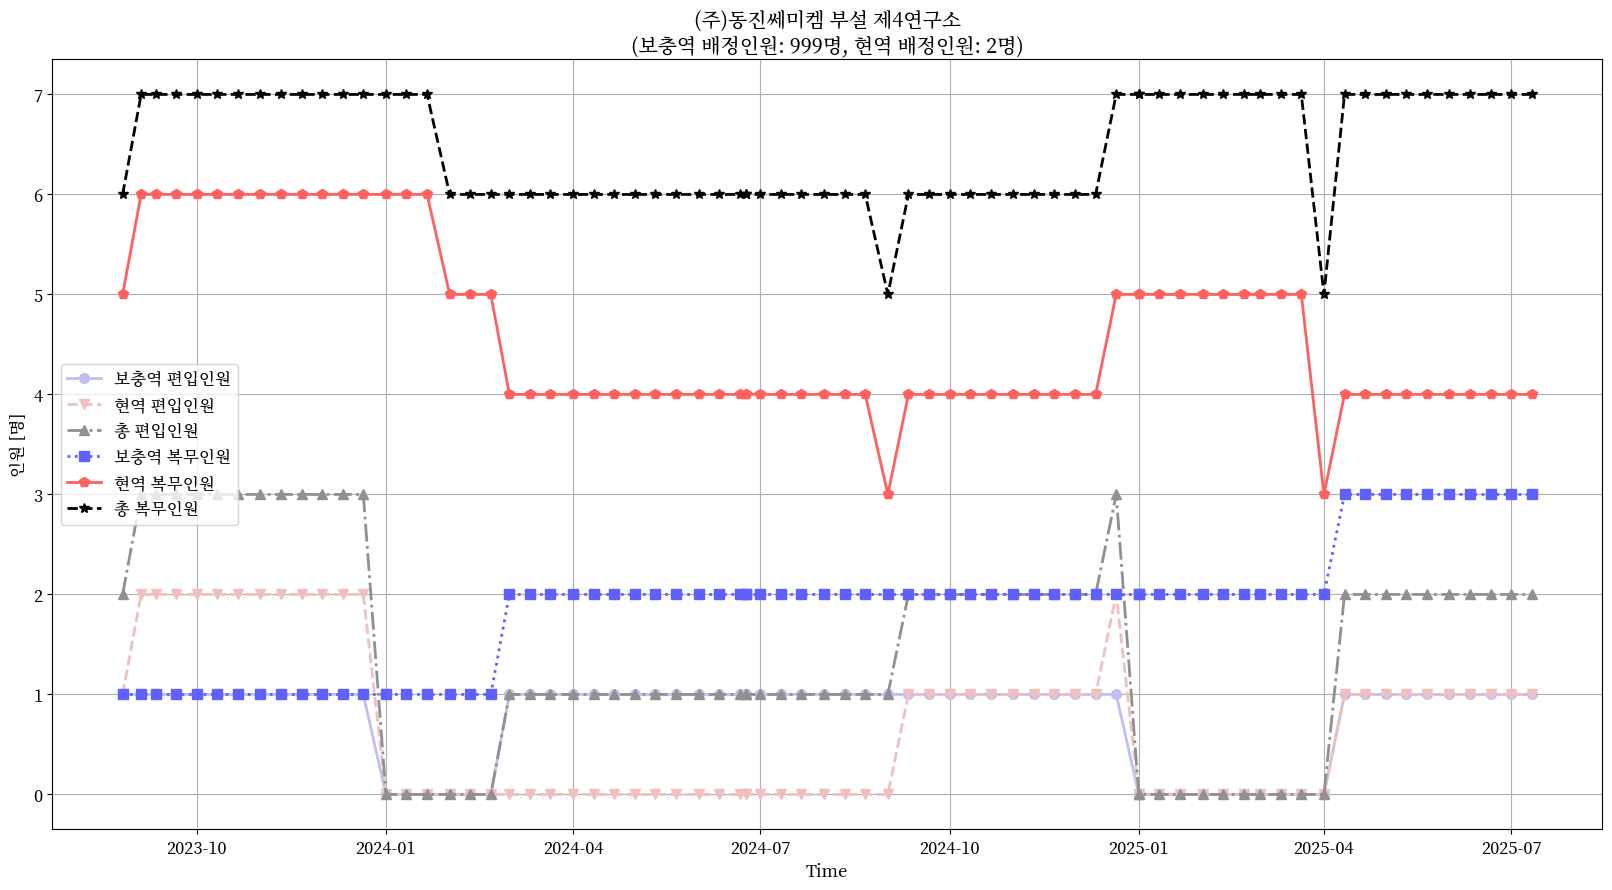 (주)동진쎄미켐 부설 제4연구소
(보충역 배정인원: 999명, 현역 배정인원: 2명)
7
6
5
4
3
2
1
0
인원 [명]
보충역 편입인원
현역 편입인원
총 편입인원
보충역 복무인원
현역 복무인원
총 복무인원
2023-10
2024-01
2024-04
2024-07
2024-10
2025-01
2025-04
2025-07
Time